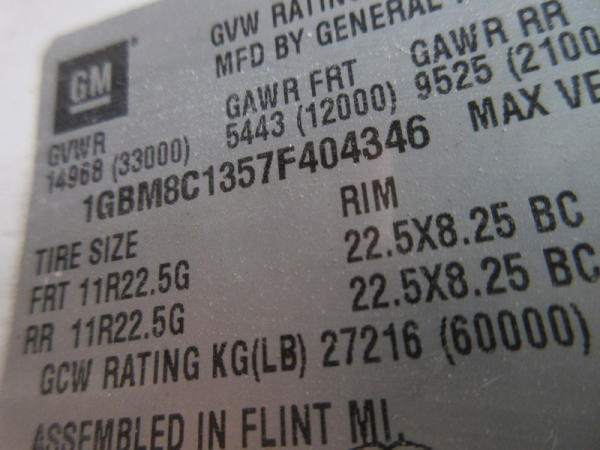 GVW RATING
MFD BY GENERAL
GM
GVWR GAWR FRT GAWR RR
14968 (33000) 5443 (12000) 9525 (2100
1GBM8C1357F404346 MAX VE
TIRE SIZE RIM
FRT 11R22.5G 22.5X8.25 BC
RR 11R22.5G 22.5X8.25 BC
GCW RATING KG(LB) 27216 (60000)
ASSEMBLED IN FLINT MI.